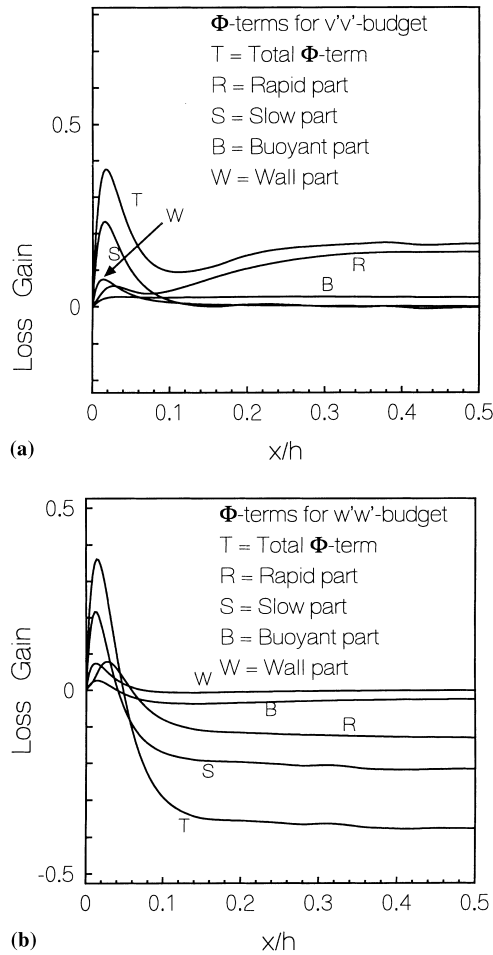 Φ-terms for v'v'-budget
T = Total Φ-term
R = Rapid part
S = Slow part
B = Buoyant part
W = Wall part
0.5
0
Loss Gain
T
W
S
R
B
0 0.1 0.2 0.3 0.4 0.5
(a)
x/h
0.5
Φ-terms for w'w'-budget
T = Total Φ-term
R = Rapid part
S = Slow part
B = Buoyant part
W = Wall part
0
Loss Gain
W
B
R
S
T
-0.5
0 0.1 0.2 0.3 0.4 0.5
(b)
x/h